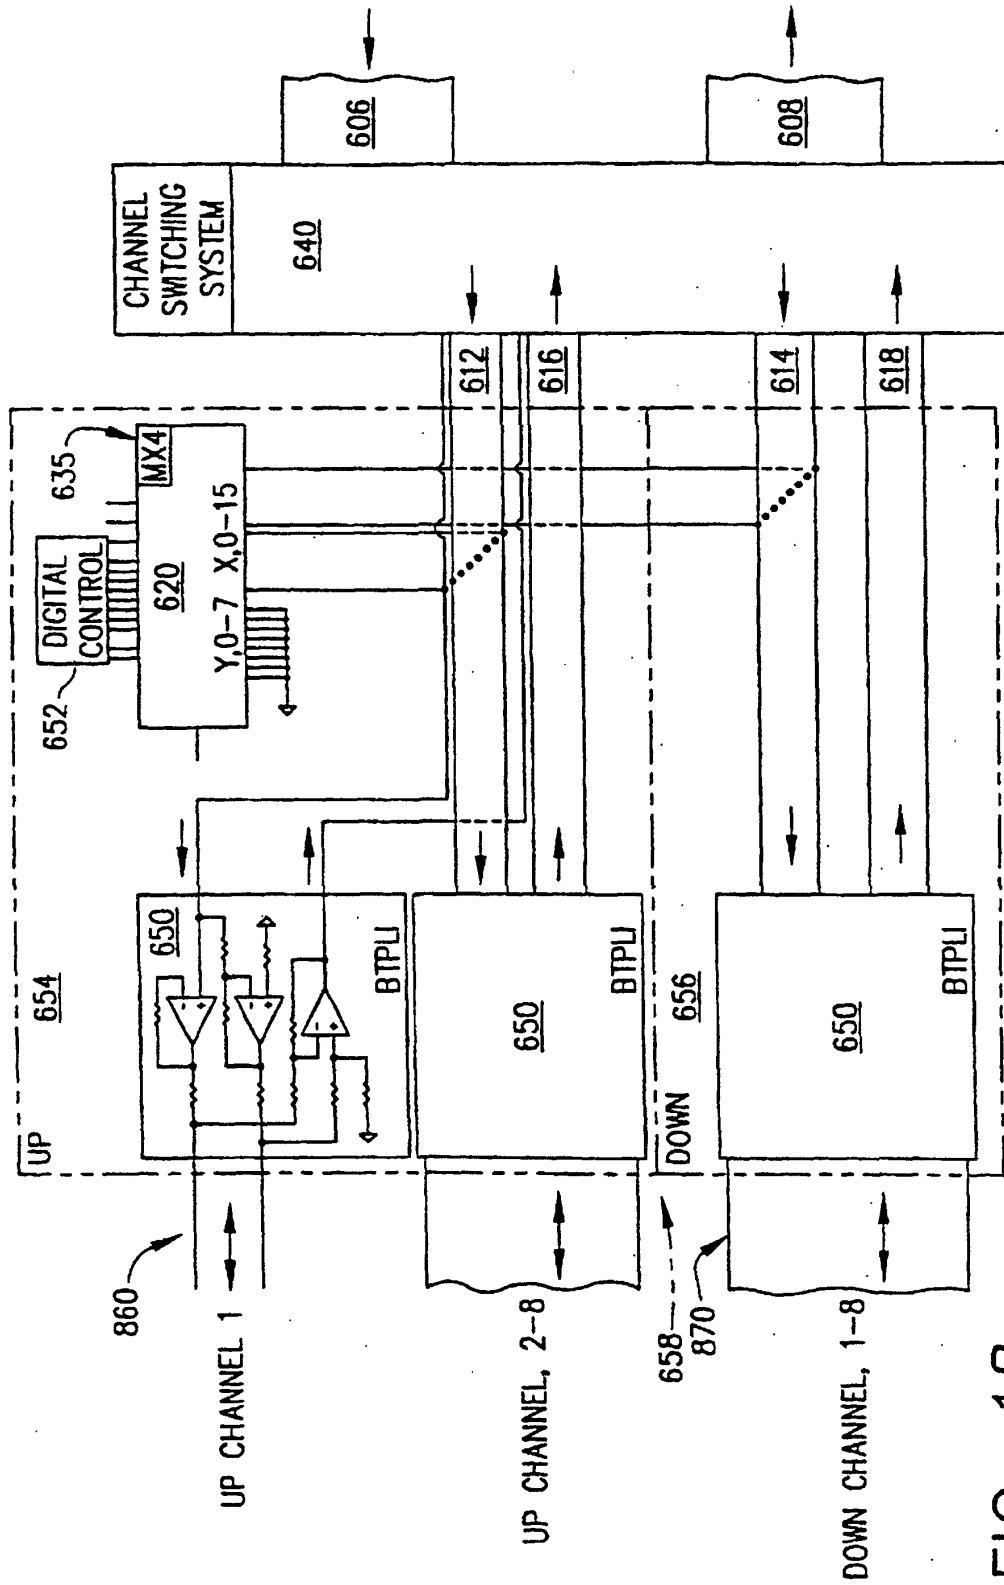 CHANNEL
SWITCHING
SYSTEM
640
606
608
612
616
614
618
635
MX4
DIGITAL
CONTROL
652
620
Y,0-7 X,0-15
654
UP
650
BTPLI
650
BTPLI
656
DOWN
650
BTPLI
860
UP CHANNEL 1
UP CHANNEL, 2-8
658
870
DOWN CHANNEL, 1-8